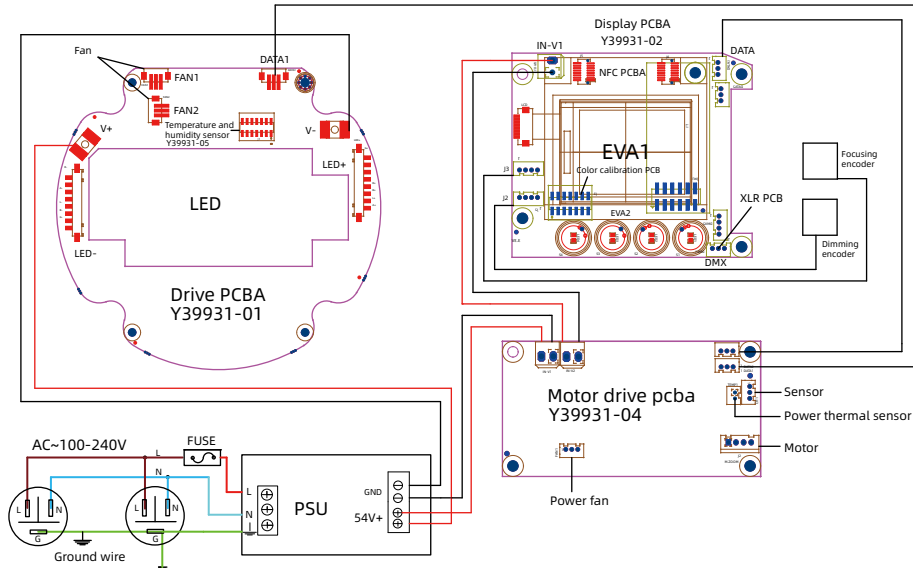 Display PCBA
Y39931-02
IN-V1
DATA
Fan
FAN1
DATA1
NFC PCBA
FAN2
V+
Temperature and
humidity sensor
Y39931-05
V-
LED+
EVA1
Color calibration PCB
J3
J2
Focusing
encoder
LED
XLR PCB
EVA2
LED-
DMX
Dimming
encoder
Drive PCBA
Y39931-01
Motor drive pcba
Y39931-04
Sensor
Power thermal sensor
Motor
Power fan
AC~100-240V
FUSE
L
N
L
N
L
N
G
G
L
N
PSU
GND
54V+
Ground wire